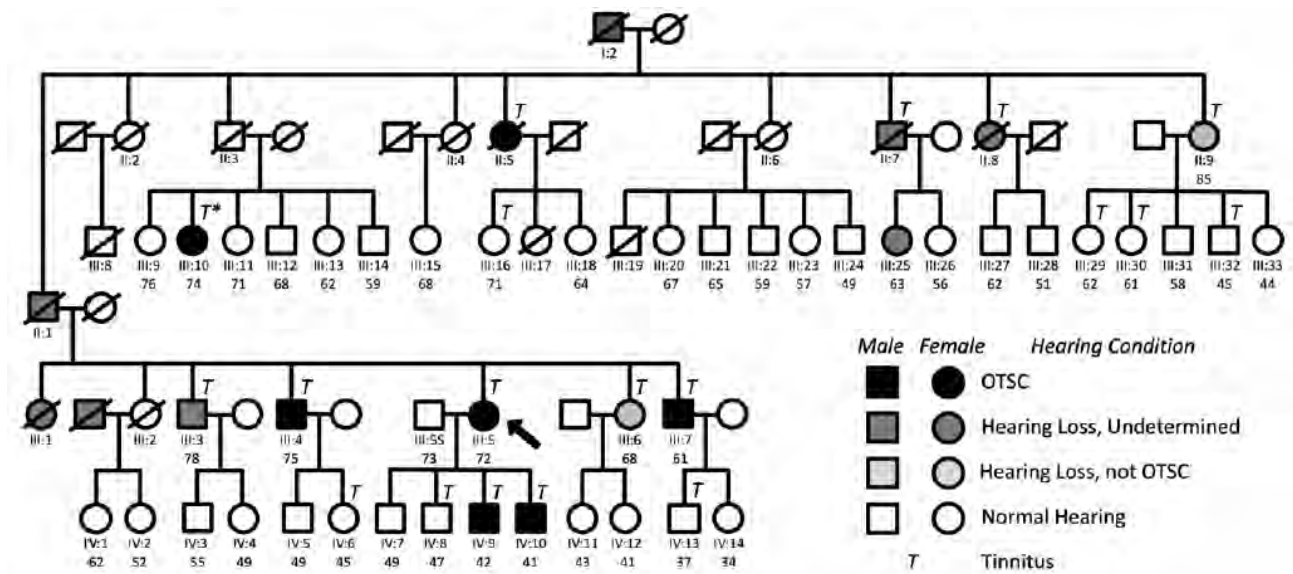 I:2
T T T T
II:2 II:3 II:4 II:5 II:6 II:7 II:8 II:9
85
T* T T T T
III:8 III:9 III:10 III:11 III:12 III:13 III:14 III:15 III:16 III:17 III:18 III:19 III:20 III:21 III:22 III:23 III:24 III:25 III:26 III:27 III:28 III:29 III:30 III:31 III:32 III:33
76 74 71 68 62 59 68 71 64 67 65 59 57 49 63 56 62 51 62 61 58 45 44
II:1
T T T T T
III:1 III:2 III:3 III:4 III:5S III:5 III:6 III:7
78 75 73 72 68
T T T T T
IV:1 IV:2 IV:3 IV:4 IV:5 IV:6 IV:7 IV:8 IV:9 IV:10 IV:11 IV:12 IV:13 IV:14
62 52 55 49 49 45 49 47 42 41 43 41 37 34
Male Female Hearing Condition
OTSC
Hearing Loss, Undetermined
Hearing Loss, not OTSC
Normal Hearing
T Tinnitus